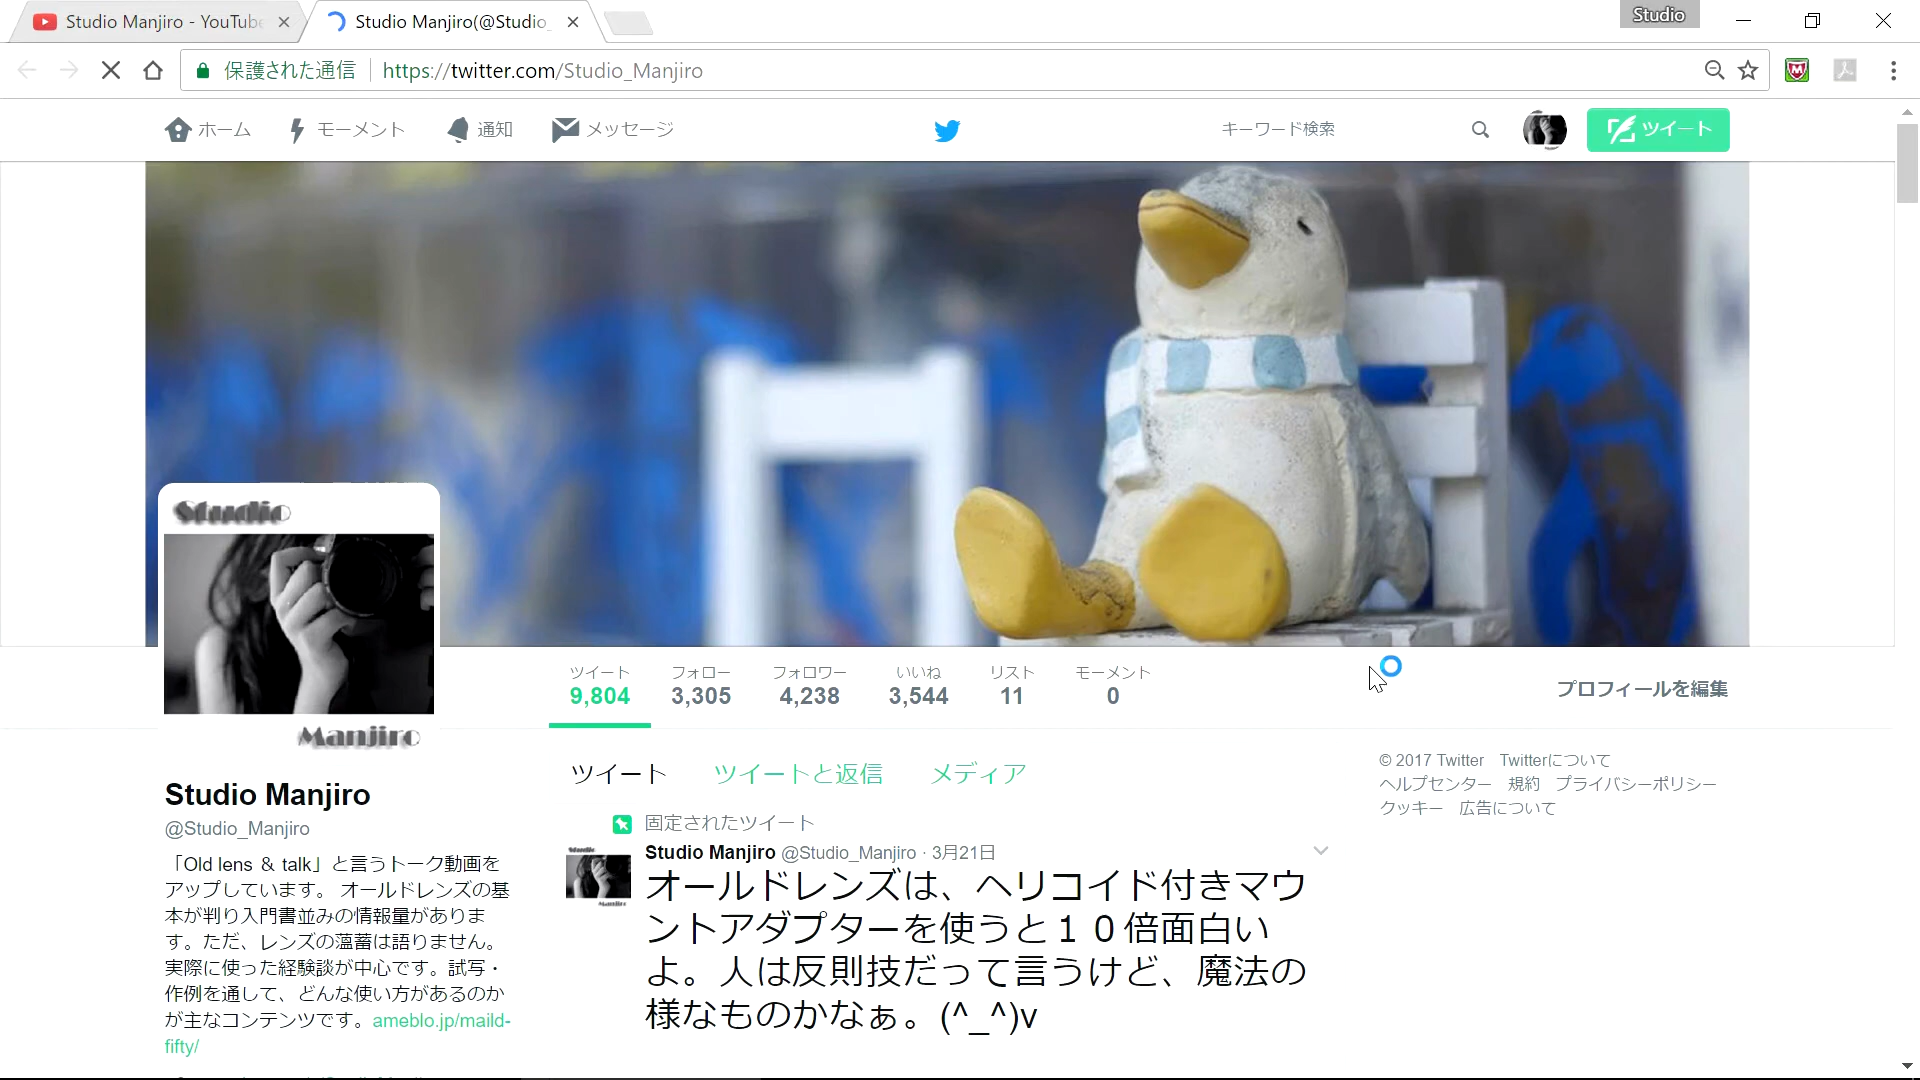 Studio Manjiro - YouTube
Studio Manjiro(@Studio_
Studio
保護された通信
https://twitter.com/Studio_Manjiro
ホーム
モーメント
通知
メッセージ
キーワード検索
ツイート
Studio
Manjiro
ツイート
9,804
フォロー
3,305
フォロワー
4,238
いいね
3,544
リスト
11
モーメント
0
プロフィールを編集
Studio Manjiro
@Studio_Manjiro
「Old lens & talk」と言うトーク動画を
アップしています。 オールドレンズの基
本が判り入門書並みの情報量がありま
す。ただ、レンズの薀蓄は語りません。
実際に使った経験談が中心です。試写・
作例を通して、どんな使い方があるのか
が主なコンテンツです。ameblo.jp/maild-
fifty/
ツイート
ツイートと返信
メディア
固定されたツイート
Studio Manjiro @Studio_Manjiro · 3月21日
オールドレンズは、ヘリコイド付きマウ
ントアダプターを使うと１０倍面白い
よ。人は反則技だって言うけど、魔法の
様なものかなぁ。(^_^)v
© 2017 Twitter Twitterについて
ヘルプセンター 規約 プライバシーポリシー
クッキー 広告について